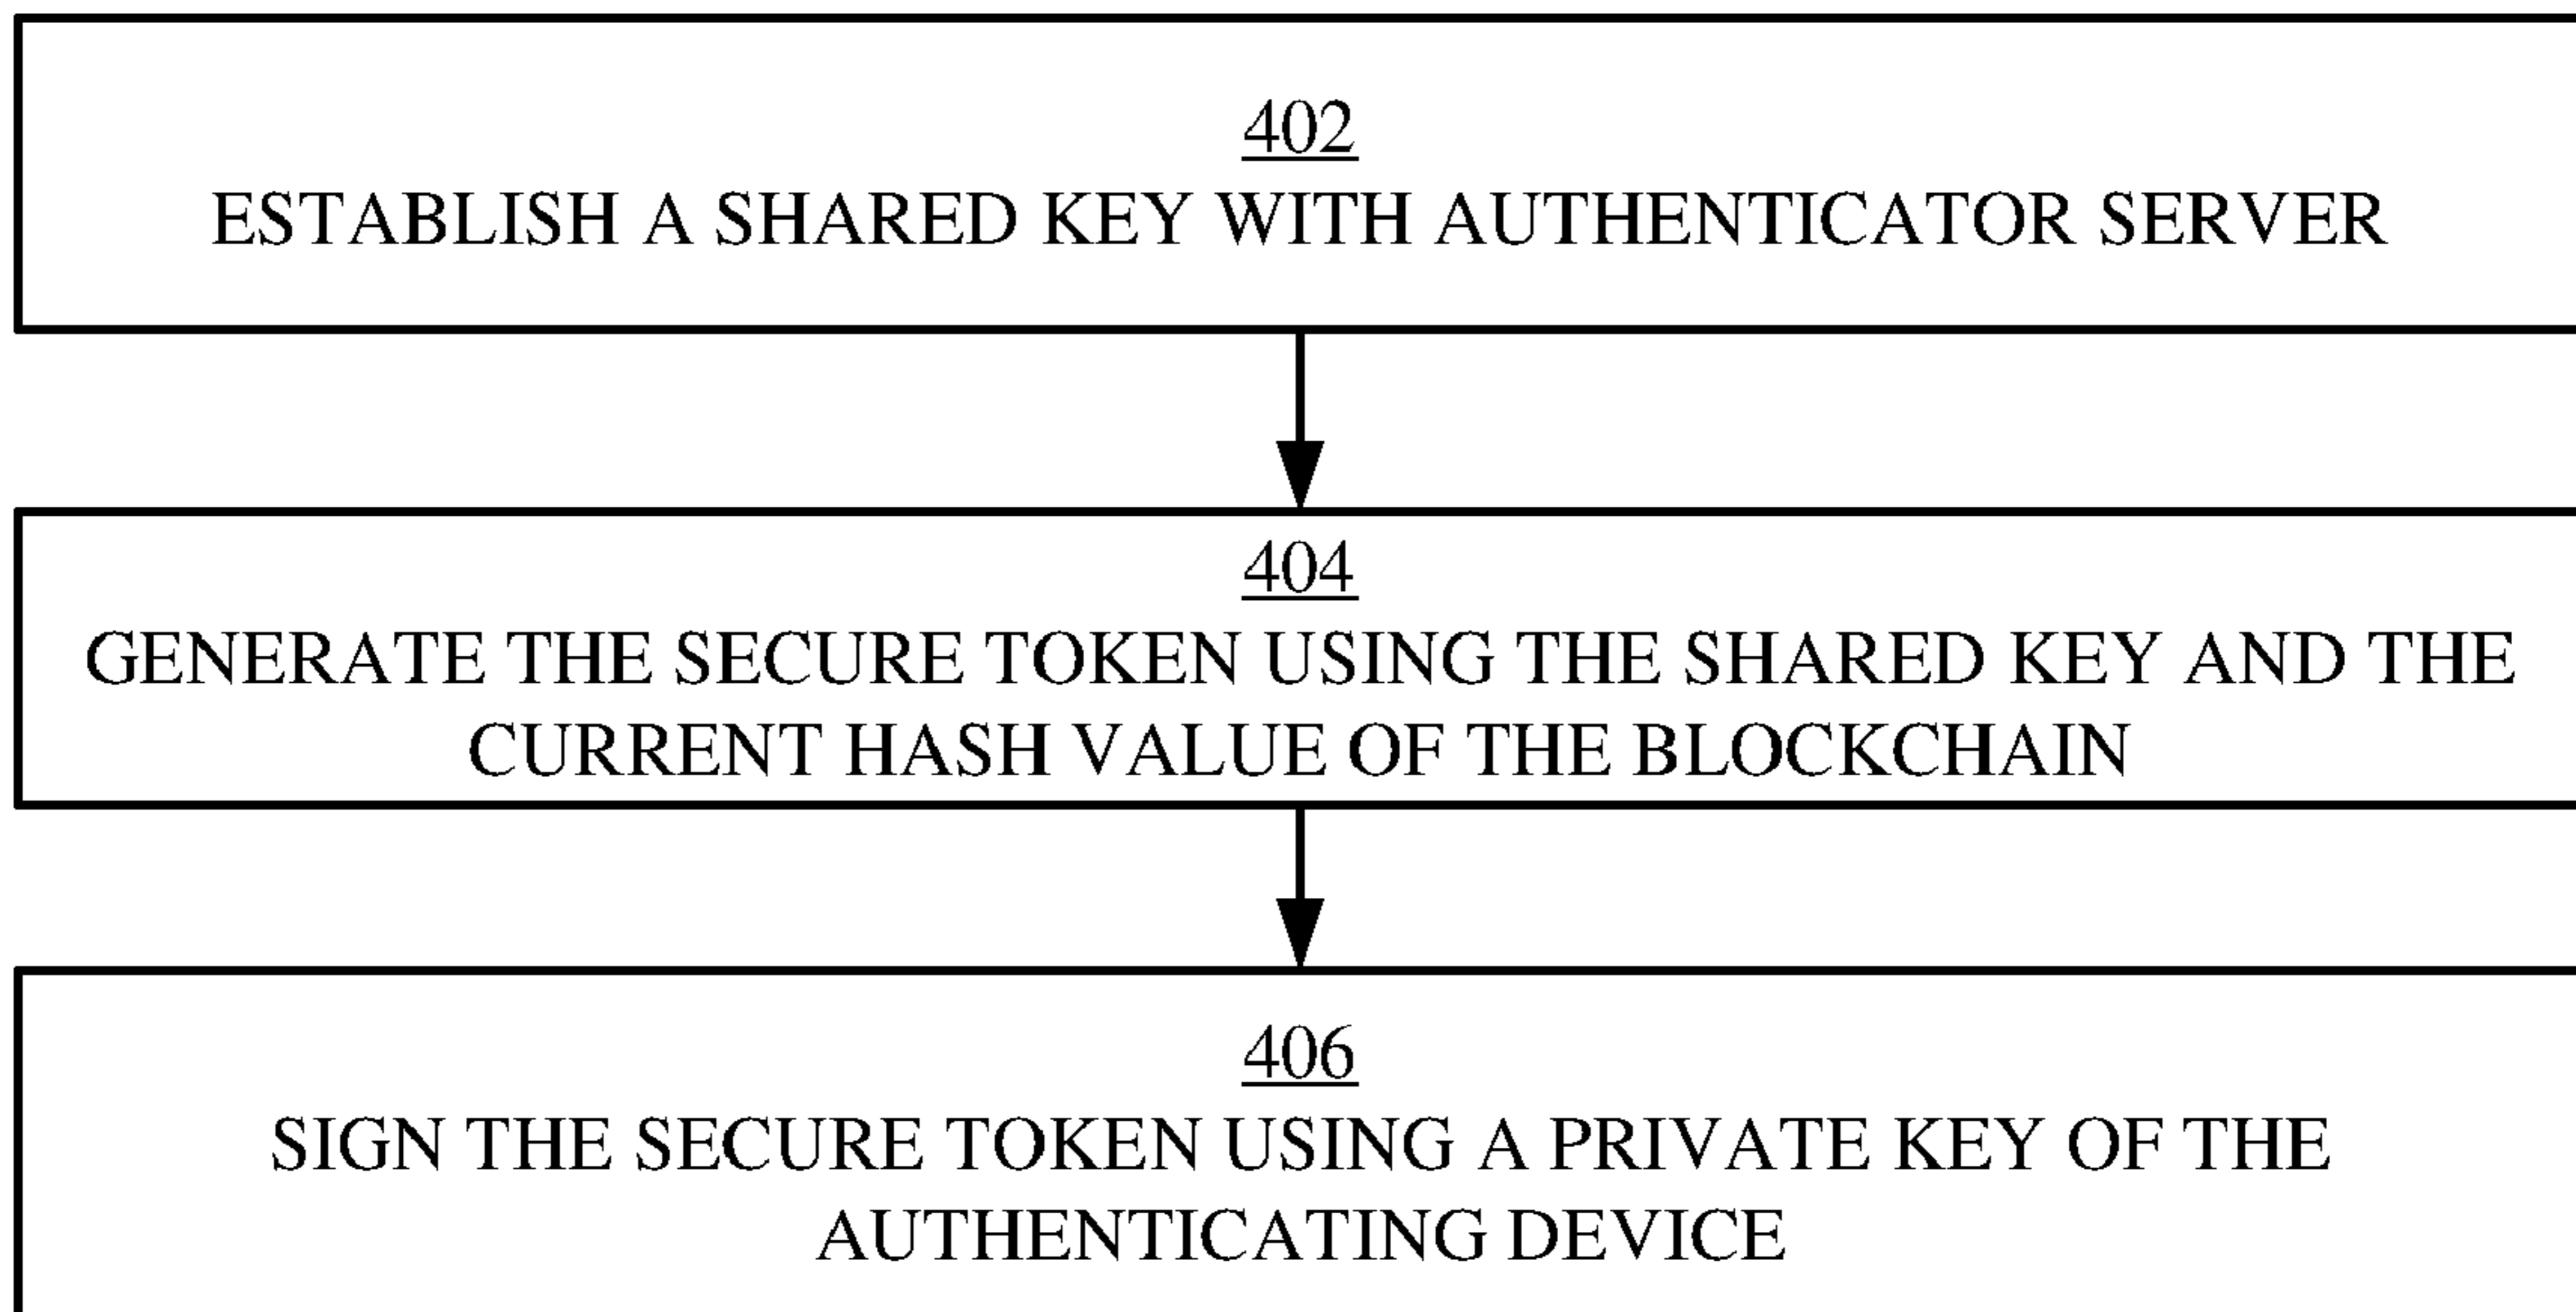 402
ESTABLISH A SHARED KEY WITH AUTHENTICATOR SERVER
404
GENERATE THE SECURE TOKEN USING THE SHARED KEY AND THE
CURRENT HASH VALUE OF THE BLOCKCHAIN
406
SIGN THE SECURE TOKEN USING A PRIVATE KEY OF THE
AUTHENTICATING DEVICE